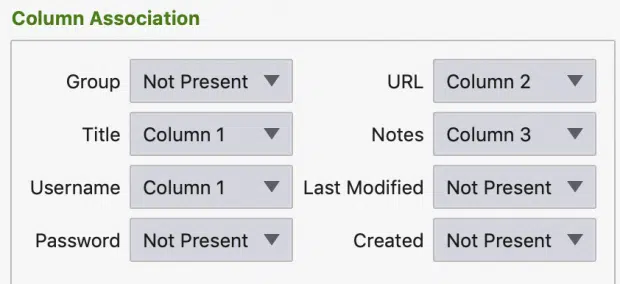 Column Association
Group Not Present URL Column 2
Title Column 1 Notes Column 3
Username Column 1 Last Modified Not Present
Password Not Present Created Not Present